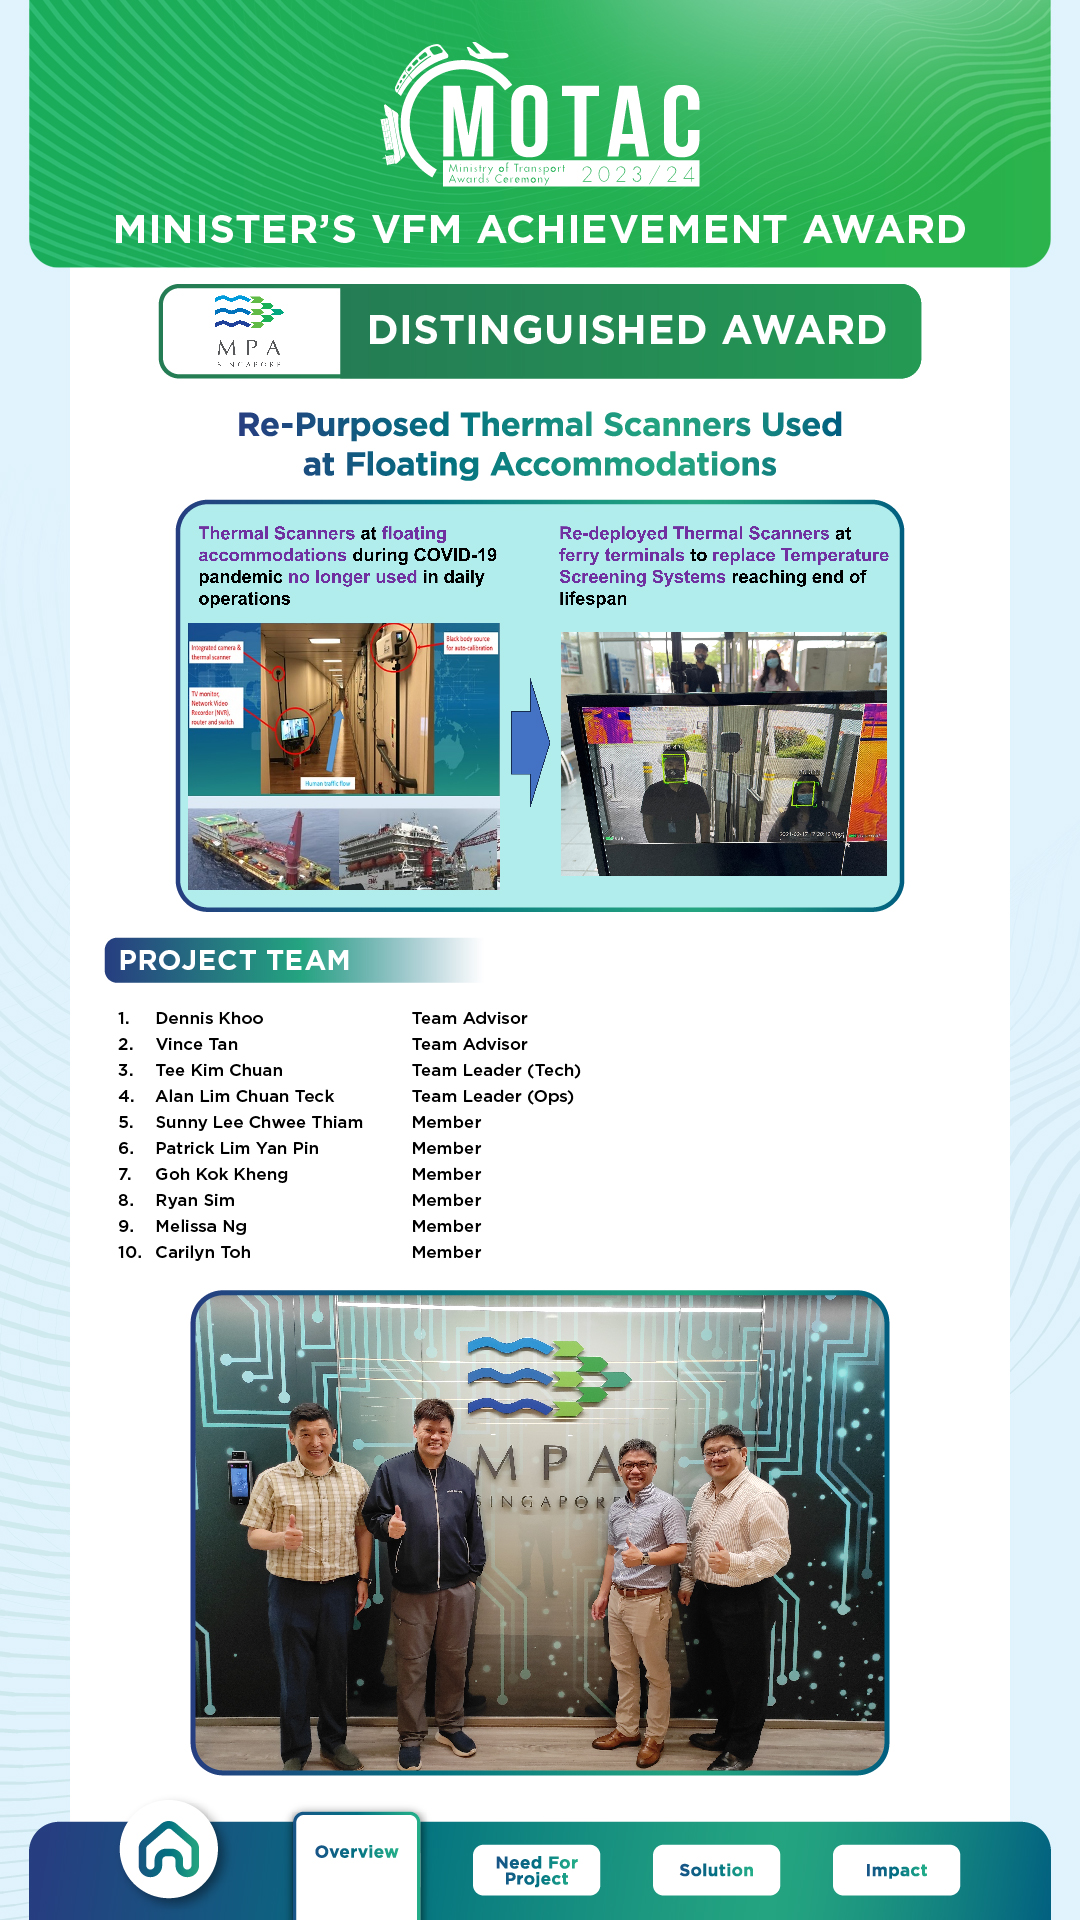 MOTAC
Ministry of Transport
Awards Ceremony
2023/24
MINISTER'S VFM ACHIEVEMENT AWARD
MPA
SINGAPORE
DISTINGUISHED AWARD
Re-Purposed Thermal Scanners Used
at Floating Accommodations
Thermal Scanners at floating
accommodations during COVID-19
pandemic no longer used in daily
operations
Re-deployed Thermal Scanners at
ferry terminals to replace Temperature
Screening Systems reaching end of
lifespan
Integrated camera &
thermal scanner
Black body source
for auto-calibration
TV monitor,
Network Video
Recorder (NVR),
router and switch
Human traffic flow
PROJECT TEAM
1. Dennis Khoo Team Advisor
2. Vince Tan Team Advisor
3. Tee Kim Chuan Team Leader (Tech)
4. Alan Lim Chuan Teck Team Leader (Ops)
5. Sunny Lee Chwee Thiam Member
6. Patrick Lim Yan Pin Member
7. Goh Kok Kheng Member
8. Ryan Sim Member
9. Melissa Ng Member
10. Carilyn Toh Member
MPA
SINGAPORE
Overview
Need For
Project
Solution
Impact